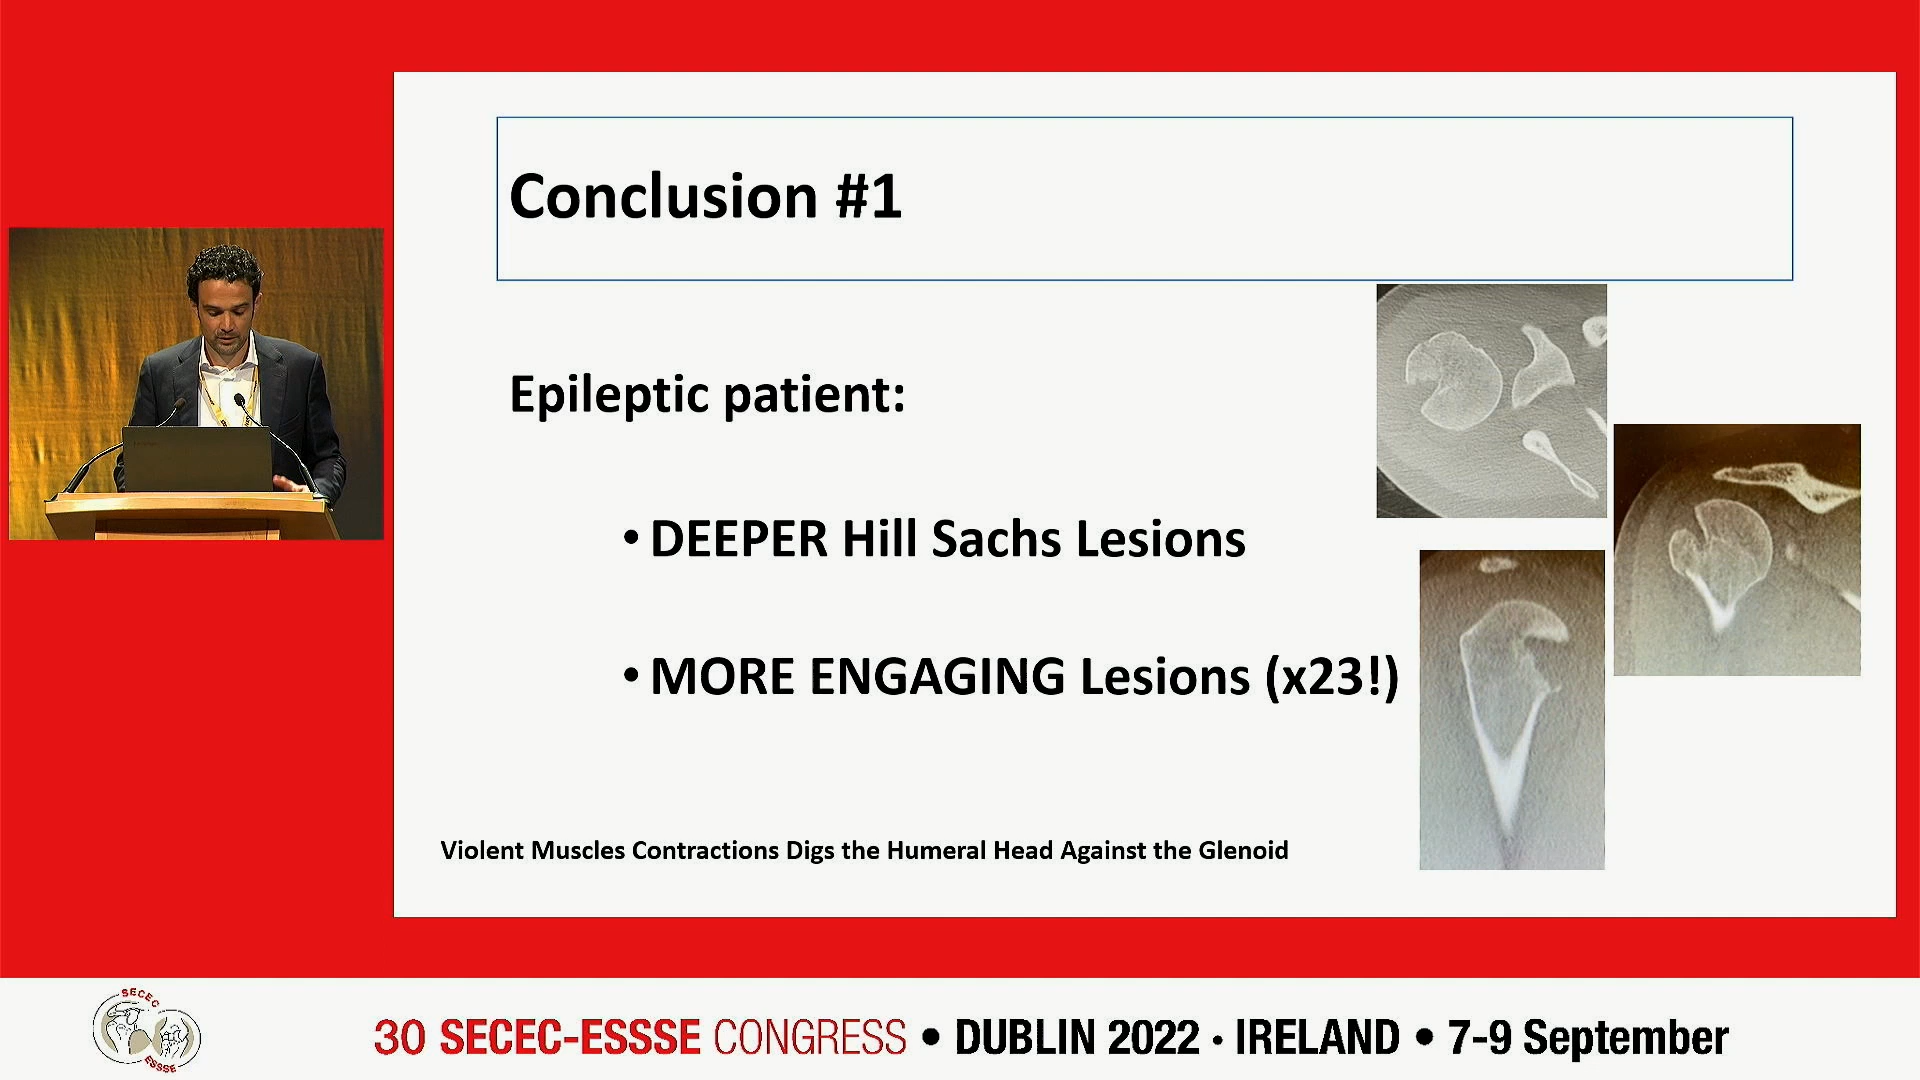 Conclusion #1
Epileptic patient:
• DEEPER Hill Sachs Lesions
• MORE ENGAGING Lesions (x23!)
Violent Muscles Contractions Digs the Humeral Head Against the Glenoid
SECEC
ESSSE
30 SECEC-ESSSE CONGRESS • DUBLIN 2022 • IRELAND • 7-9 September